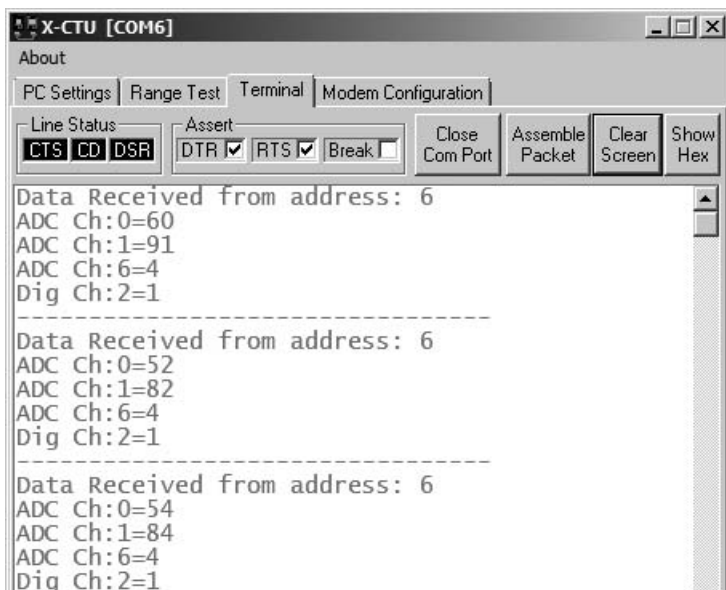 X-CTU [COM6]
About
PC Settings Range Test Terminal Modem Configuration
Line Status Assert
CTS CD DSR DTR RTS Break Close Com Port Assemble Packet Clear Screen Show Hex
Data Received from address: 6
ADC Ch:0=60
ADC Ch:1=91
ADC Ch:6=4
Dig Ch:2=1
-----------------------------------
Data Received from address: 6
ADC Ch:0=52
ADC Ch:1=82
ADC Ch:6=4
Dig Ch:2=1
-----------------------------------
Data Received from address: 6
ADC Ch:0=54
ADC Ch:1=84
ADC Ch:6=4
Dig Ch:2=1